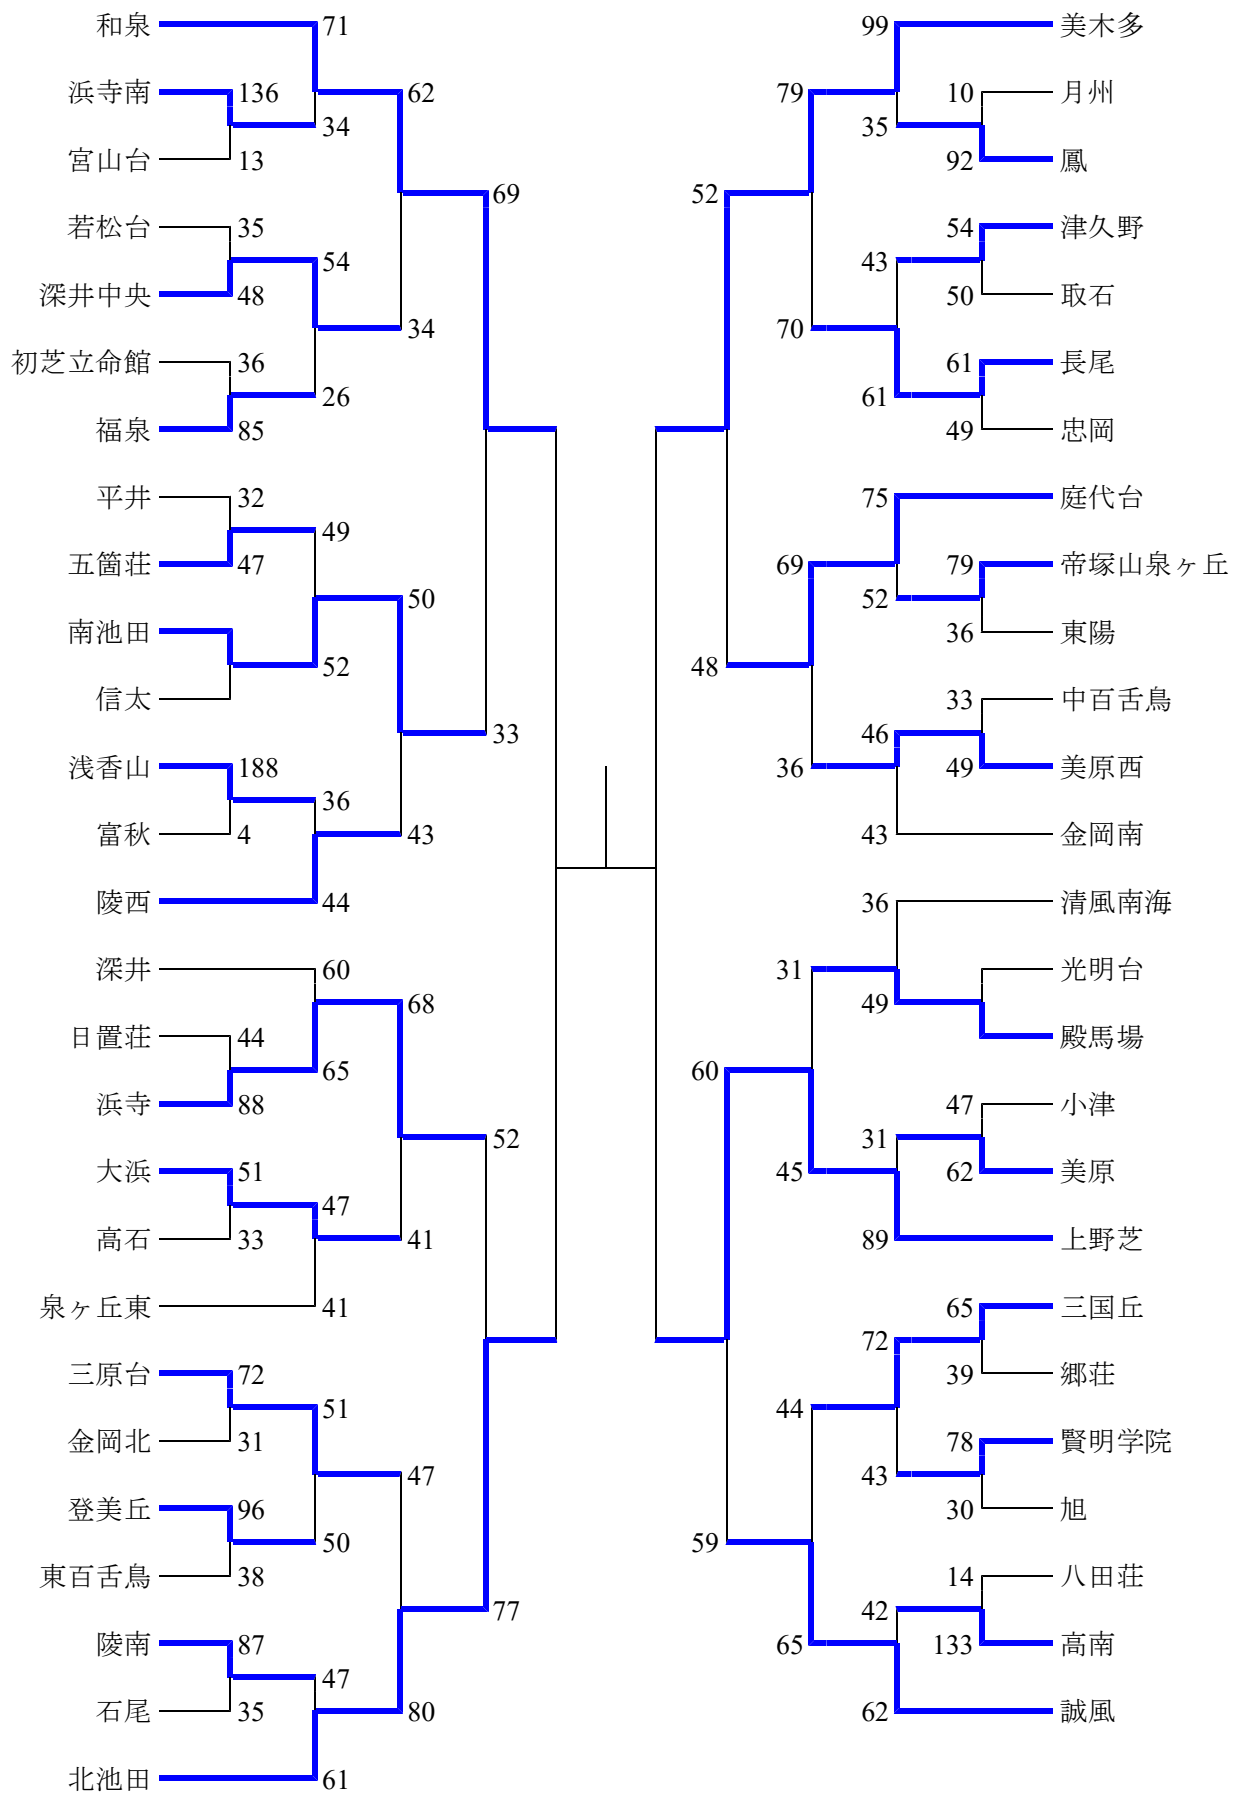 和泉 71 99 美木多
浜寺南 136 62 79 10 月州
34 35
宮山台 13 92 鳳
69 52
若松台 35 54 津久野
54 43
深井中央 48 50 取石
34 70
初芝立命館 36 61 長尾
26 61
福泉 85 49 忠岡
平井 32 75 庭代台
49
五箇荘 47 69 79 帝塚山泉ヶ丘
50 52
南池田 36 東陽
52 48
信太 33 中百舌鳥
33 46
浅香山 188 36 49 美原西
36
富秋 4 43 43 金岡南
陵西 44 36 清風南海
深井 60 31 光明台
68 49
日置荘 44 殿馬場
65 60
浜寺 88 47 小津
52 31
大浜 51 45 62 美原
47
高石 33 41 89 上野芝
泉ヶ丘東 41 65 三国丘
72
三原台 72 39 郷荘
51 44
金岡北 31 78 賢明学院
47 43
登美丘 96 30 旭
50 59
東百舌鳥 38 14 八田荘
77 42
陵南 87 65 133 高南
47
石尾 35 80 62 誠風
北池田 61